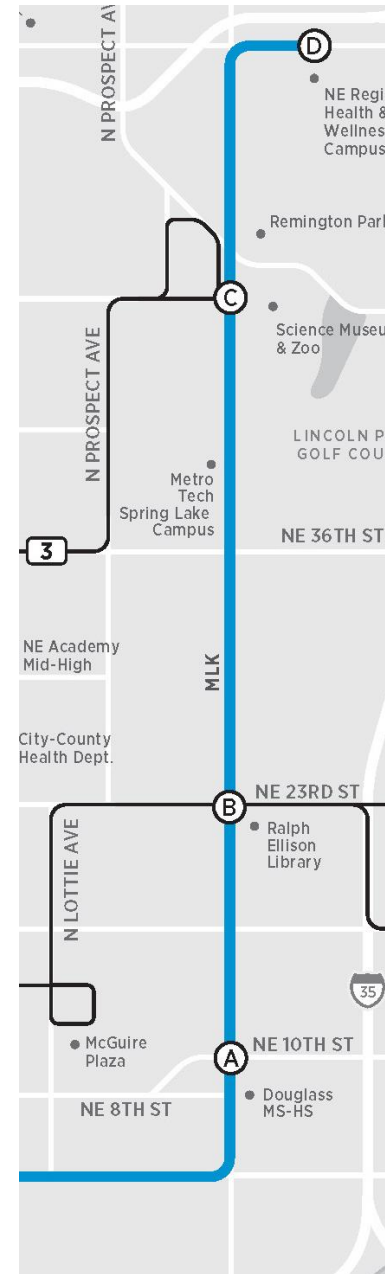 N PROSPECT AV
D
NE Regi
Health &
Wellnes
Campus
Remington Park
C
Science Museu
& Zoo
N PROSPECT AVE
LINCOLN P
GOLF COU
Metro
Tech
Spring Lake
Campus
NE 36TH ST
3
NE Academy
Mid-High
MLK
City-County
Health Dept.
NE 23RD ST
B
Ralph
Ellison
Library
N LOTTIE AVE
35
McGuire
Plaza
A
NE 10TH ST
NE 8TH ST
Douglass
MS-HS